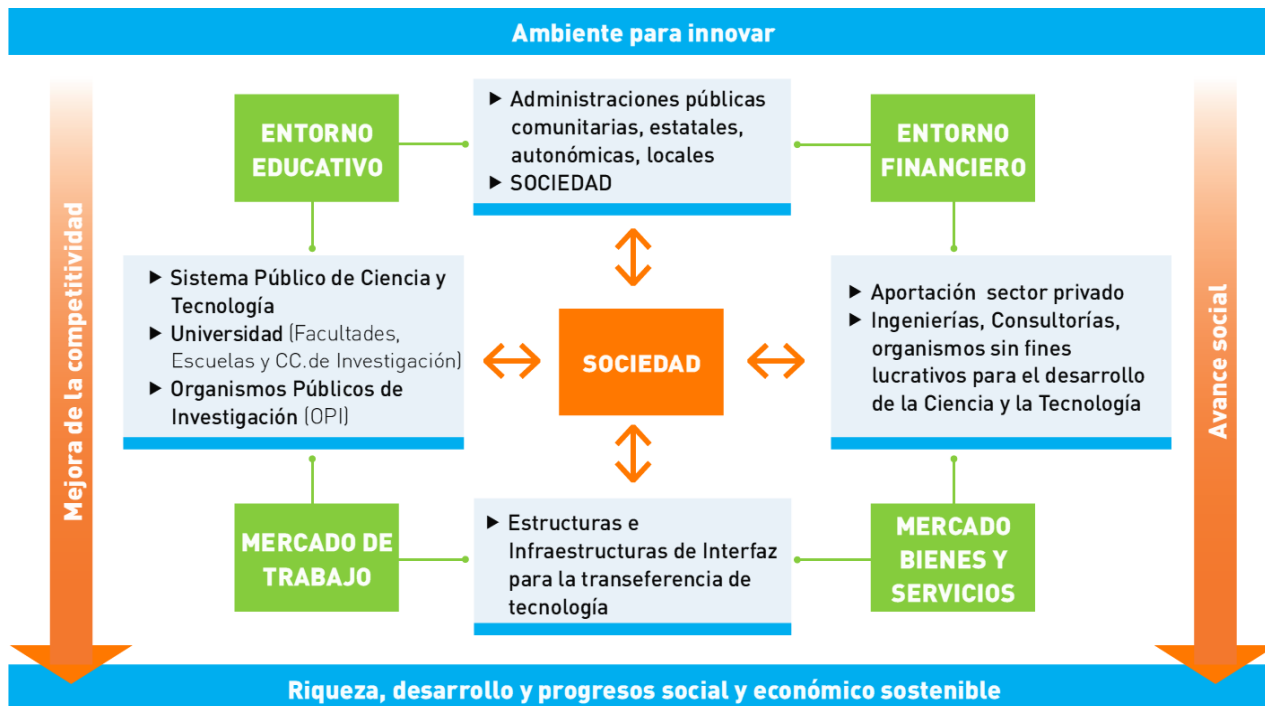 Ambiente para innovar
Mejora de la competitividad
ENTORNO
EDUCATIVO
▶ Administraciones públicas
comunitarias, estatales,
autonómicas, locales
▶ SOCIEDAD
ENTORNO
FINANCIERO
▶ Sistema Público de Ciencia y
Tecnología
▶ Universidad (Facultades,
Escuelas y CC.de Investigación)
▶ Organismos Públicos de
Investigación (OPI)
SOCIEDAD
▶ Aportación sector privado
▶ Ingenierías, Consultorías,
organismos sin fines
lucrativos para el desarrollo
de la Ciencia y la Tecnología
MERCADO DE
TRABAJO
▶ Estructuras e
Infraestructuras de Interfaz
para la transeferencia de
tecnología
MERCADO
BIENES Y
SERVICIOS
Avance social
Riqueza, desarrollo y progresos social y económico sostenible